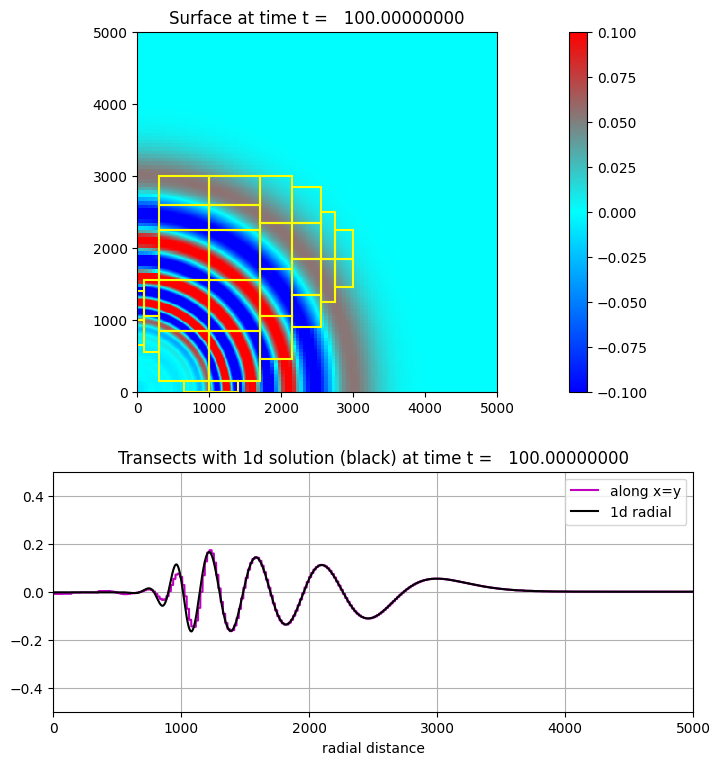 Surface at time t =   100.00000000
5000
4000
3000
2000
1000
0
0 1000 2000 3000 4000 5000
0.100
0.075
0.050
0.025
0.000
−0.025
−0.050
−0.075
−0.100
Transects with 1d solution (black) at time t =   100.00000000
0.4
0.2
0.0
−0.2
−0.4
along x=y
1d radial
0 1000 2000 3000 4000 5000
radial distance